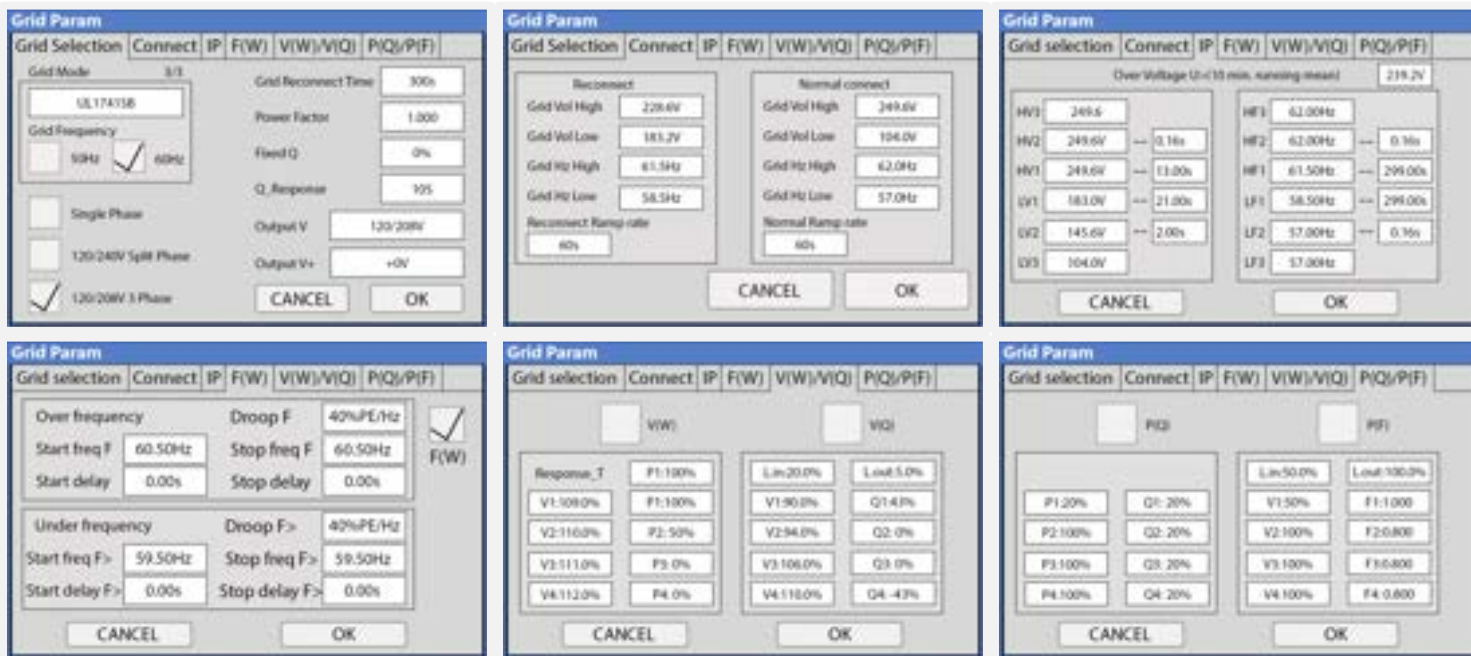 Grid Param
Grid Selection Connect IP F(W) V(W)/V(Q) P(Q)/P(F)
Grid Mode 3/3
UL1741SB
Grid Frequency
50Hz 60Hz
Single Phase
120/240V Split Phase
120/208V 3 Phase
Grid Reconnect Time 300s
Power Factor 1.000
Fixed Q 0%
Q_Response 10S
Output V 120/208V
Output V+ +0V
CANCEL OK
Grid Param
Grid Selection Connect IP F(W) V(W)/V(Q) P(Q)/P(F)
Reconnect
Grid Vol High 228.6V
Grid Vol Low 183.2V
Grid Hz High 61.5Hz
Grid Hz Low 58.5Hz
Reconnect Ramp rate
60s
Normal connect
Grid Vol High 249.6V
Grid Vol Low 104.0V
Grid Hz High 62.0Hz
Grid Hz Low 57.0Hz
Normal Ramp rate
60s
CANCEL OK
Grid Param
Grid selection Connect IP F(W) V(W)/V(Q) P(Q)/P(F)
Over Voltage U>(10 min. running mean) 239.2V
HV3 249.6
HV2 249.6V -- 0.16s
HV1 249.6V -- 13.00s
LV1 183.0V -- 21.00s
LV2 145.6V -- 2.00s
LV3 104.0V
HF3 62.00Hz
HF2 62.00Hz -- 0.16s
HF1 61.50Hz -- 299.00s
LF1 58.50Hz -- 299.00s
LF2 57.00Hz -- 0.16s
LF3 57.00Hz
CANCEL OK
Grid Param
Grid selection Connect IP F(W) V(W)/V(Q) P(Q)/P(F)
Over frequency Droop F 40%PE/Hz
Start freq F 60.50Hz Stop freq F 60.50Hz
Start delay 0.00s Stop delay 0.00s
F(W)
Under frequency Droop F> 40%PE/Hz
Start freq F> 59.50Hz Stop freq F> 59.50Hz
Start delay F> 0.00s Stop delay F> 0.00s
CANCEL OK
Grid Param
Grid selection Connect IP F(W) V(W)/V(Q) P(Q)/P(F)
V(W) V(Q)
Response_T P1:100%
V1:109.0% P1:100%
V2:110.0% P2: 50%
V3:111.0% P3: 0%
V4:112.0% P4: 0%
L.in:20.0% L.out:5.0%
V1:90.0% Q1:43%
V2:94.0% Q2: 0%
V3:106.0% Q3: 0%
V4:110.0% Q4: -43%
CANCEL OK
Grid Param
Grid selection Connect IP F(W) V(W)/V(Q) P(Q)/P(F)
P(Q) P(F)
P1:20% Q1: 20%
P2:100% Q2: 20%
P3:100% Q3: 20%
P4:100% Q4: 20%
L.in:50.0% L.out:100.0%
V1:50% F1:1.000
V2:100% F2:0.800
V3:100% F3:0.800
V4:100% F4: 0.800
CANCEL OK